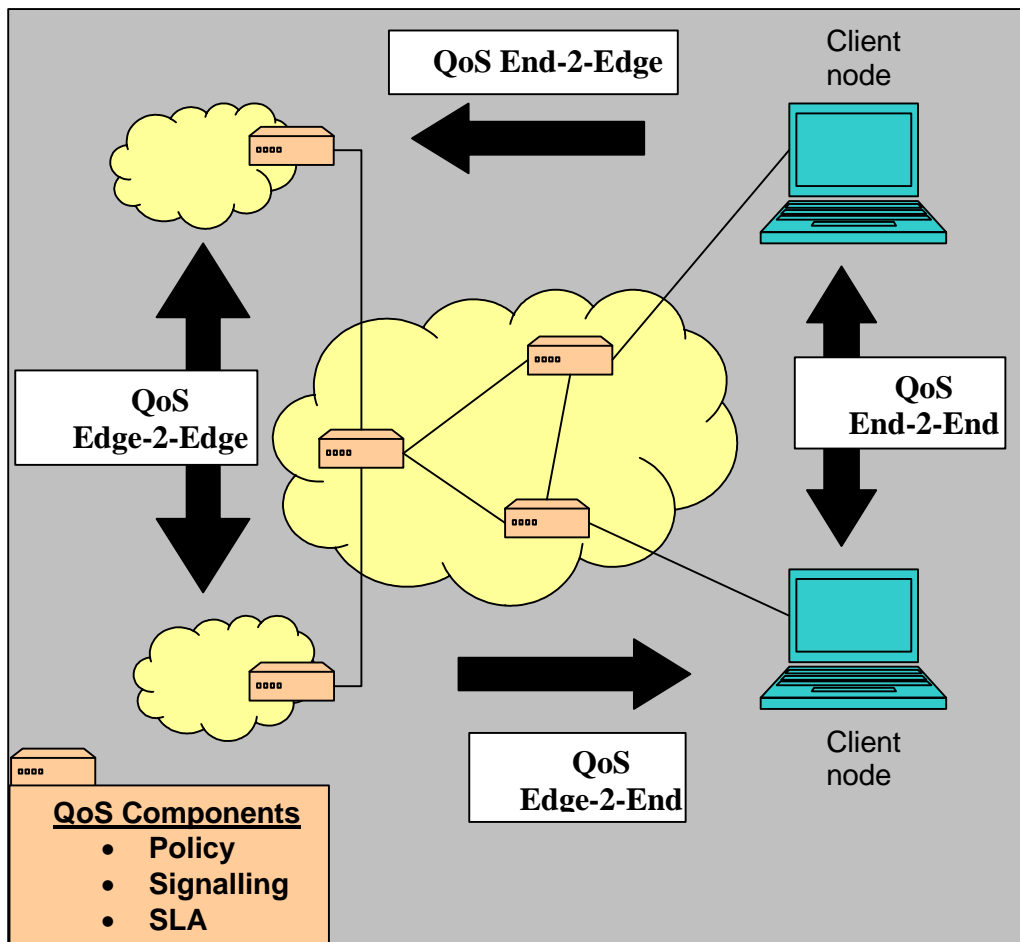 QoS End-2-Edge
Client
node
QoS
Edge-2-Edge
QoS
End-2-End
QoS
Edge-2-End
Client
node
QoS Components
• Policy
• Signalling
• SLA